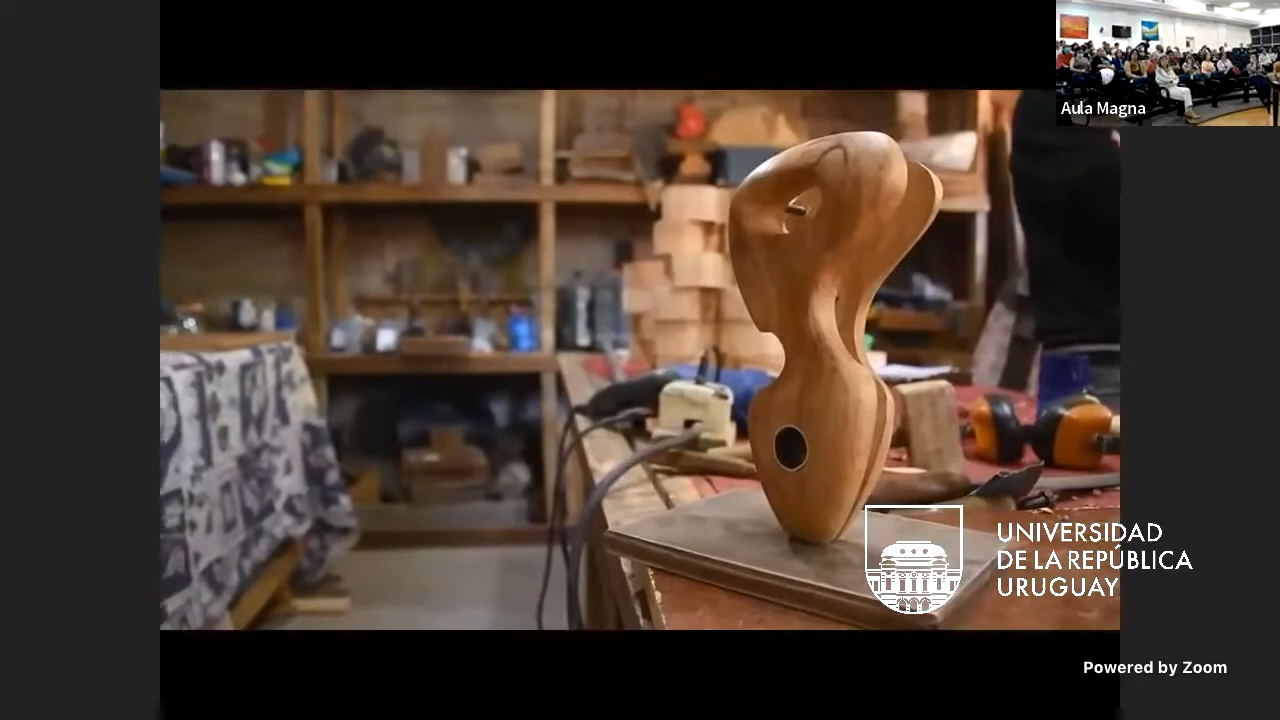 Aula Magna
UNIVERSIDAD
DE LA REPÚBLICA
URUGUAY
Powered by Zoom